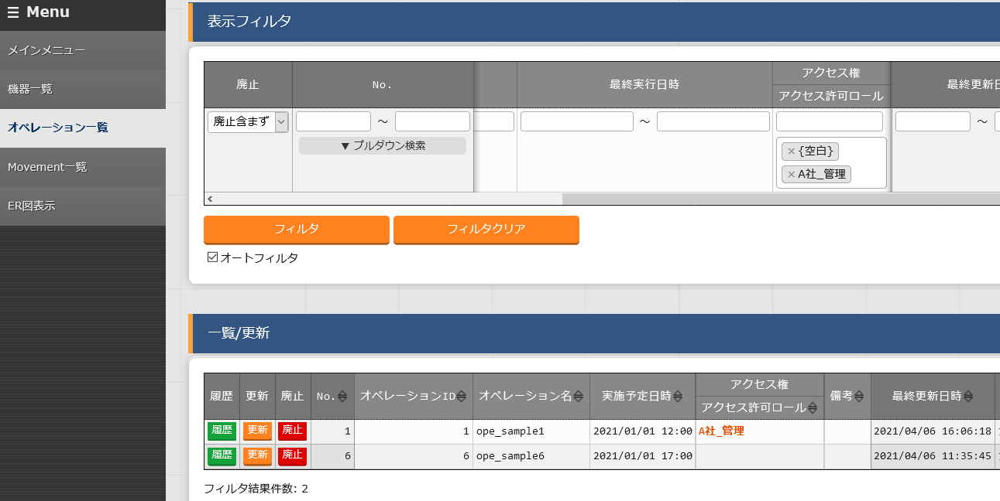 ☰ Menu
メインメニュー
機器一覧
オペレーション一覧
Movement一覧
ER図表示
表示フィルタ
廃止 No. 最終実行日時 アクセス権 最終更新日
アクセス許可ロール
廃止含まず ～ ～ ～
▼ プルダウン検索
×{空白}
×A社_管理
フィルタ フィルタクリア
オートフィルタ
一覧/更新
履歴 更新 廃止 No. オペレーションID オペレーション名 実施予定日時 アクセス権 備考 最終更新日時
アクセス許可ロール
履歴 更新 廃止 1 1 ope_sample1 2021/01/01 12:00 A社_管理 2021/04/06 16:06:18
履歴 更新 廃止 6 6 ope_sample6 2021/01/01 17:00 2021/04/06 11:35:45
フィルタ結果件数: 2